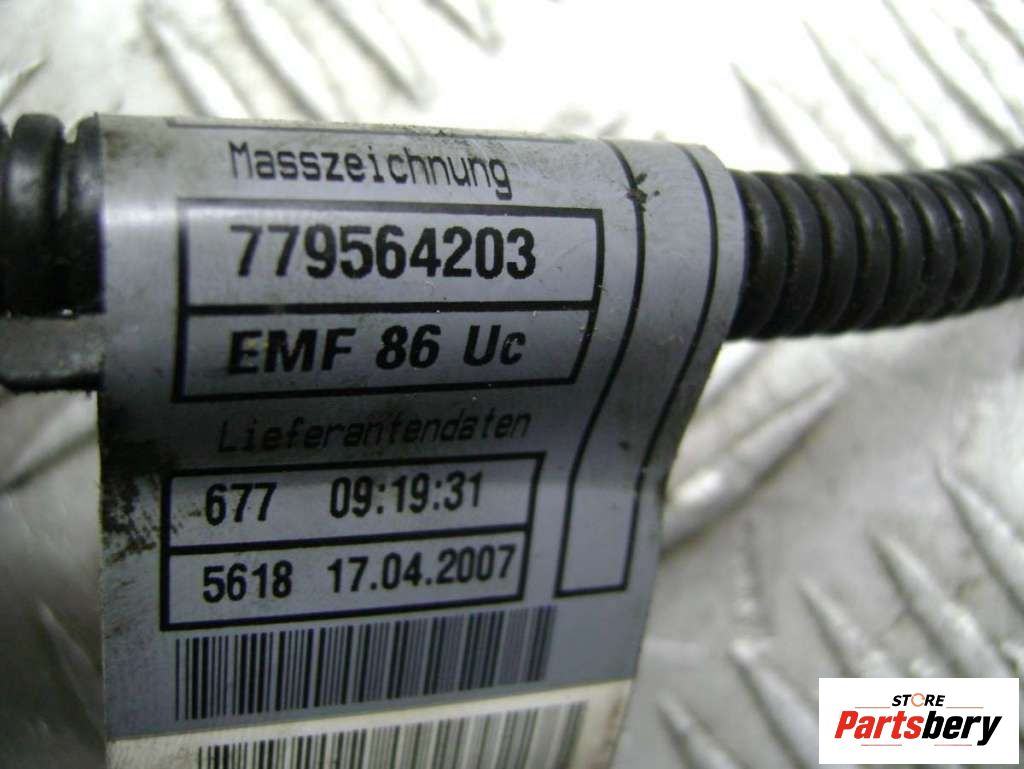 Masszeichnung
779564203
EMF 86 Uc
Lieferantendaten
677 09:19:31
5618 17.04.2007
STORE
Partsbery